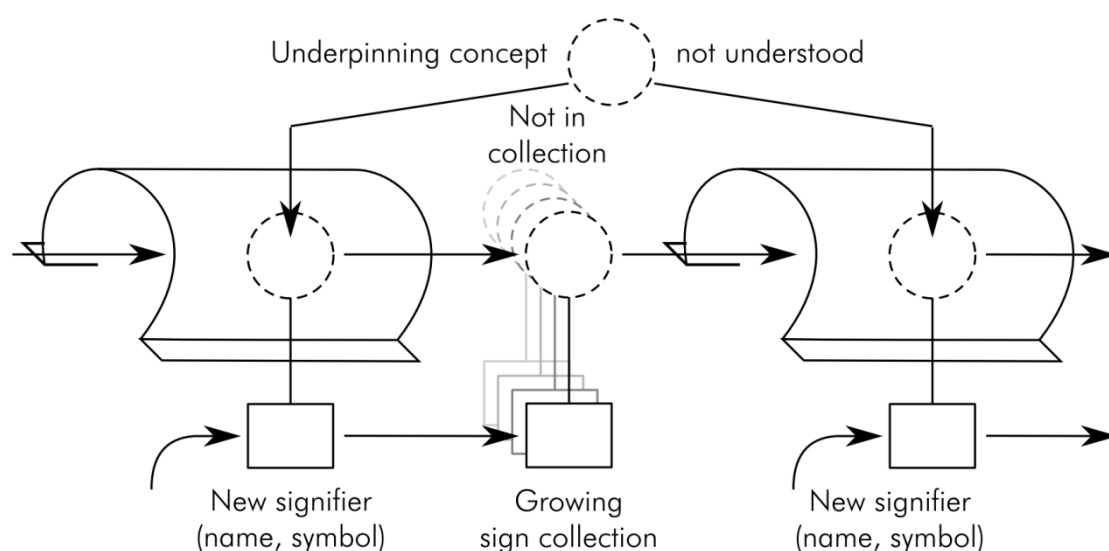 Underpinning concept not understood
Not in
collection
New signifier
(name, symbol)
Growing
sign collection
New signifier
(name, symbol)